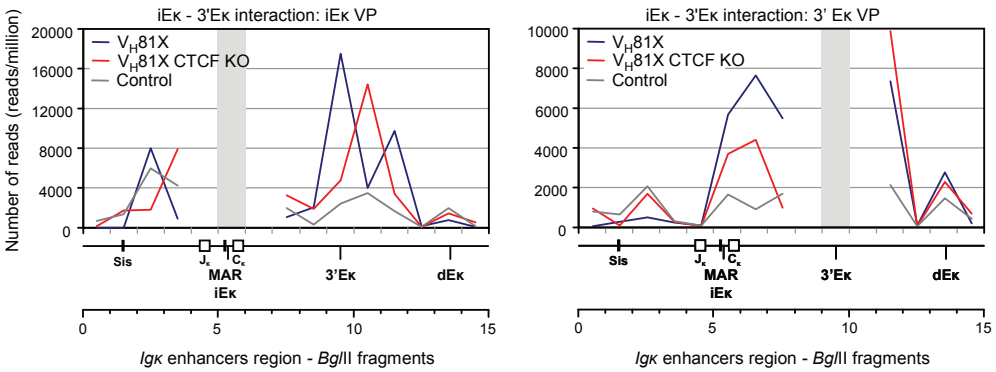 iEκ - 3'Eκ interaction: iEκ VP
Number of reads (reads/million)
20000
16000
12000
8000
4000
0
VH81X
VH81X CTCF KO
Control
Sis
Jκ
Cκ
MAR
iEκ
3'Eκ
dEκ
0 5 10 15
Igκ enhancers region - BglII fragments
iEκ - 3'Eκ interaction: 3' Eκ VP
10000
8000
6000
4000
2000
0
VH81X
VH81X CTCF KO
Control
Sis
Jκ
Cκ
MAR
iEκ
3'Eκ
dEκ
0 5 10 15
Igκ enhancers region - BglII fragments